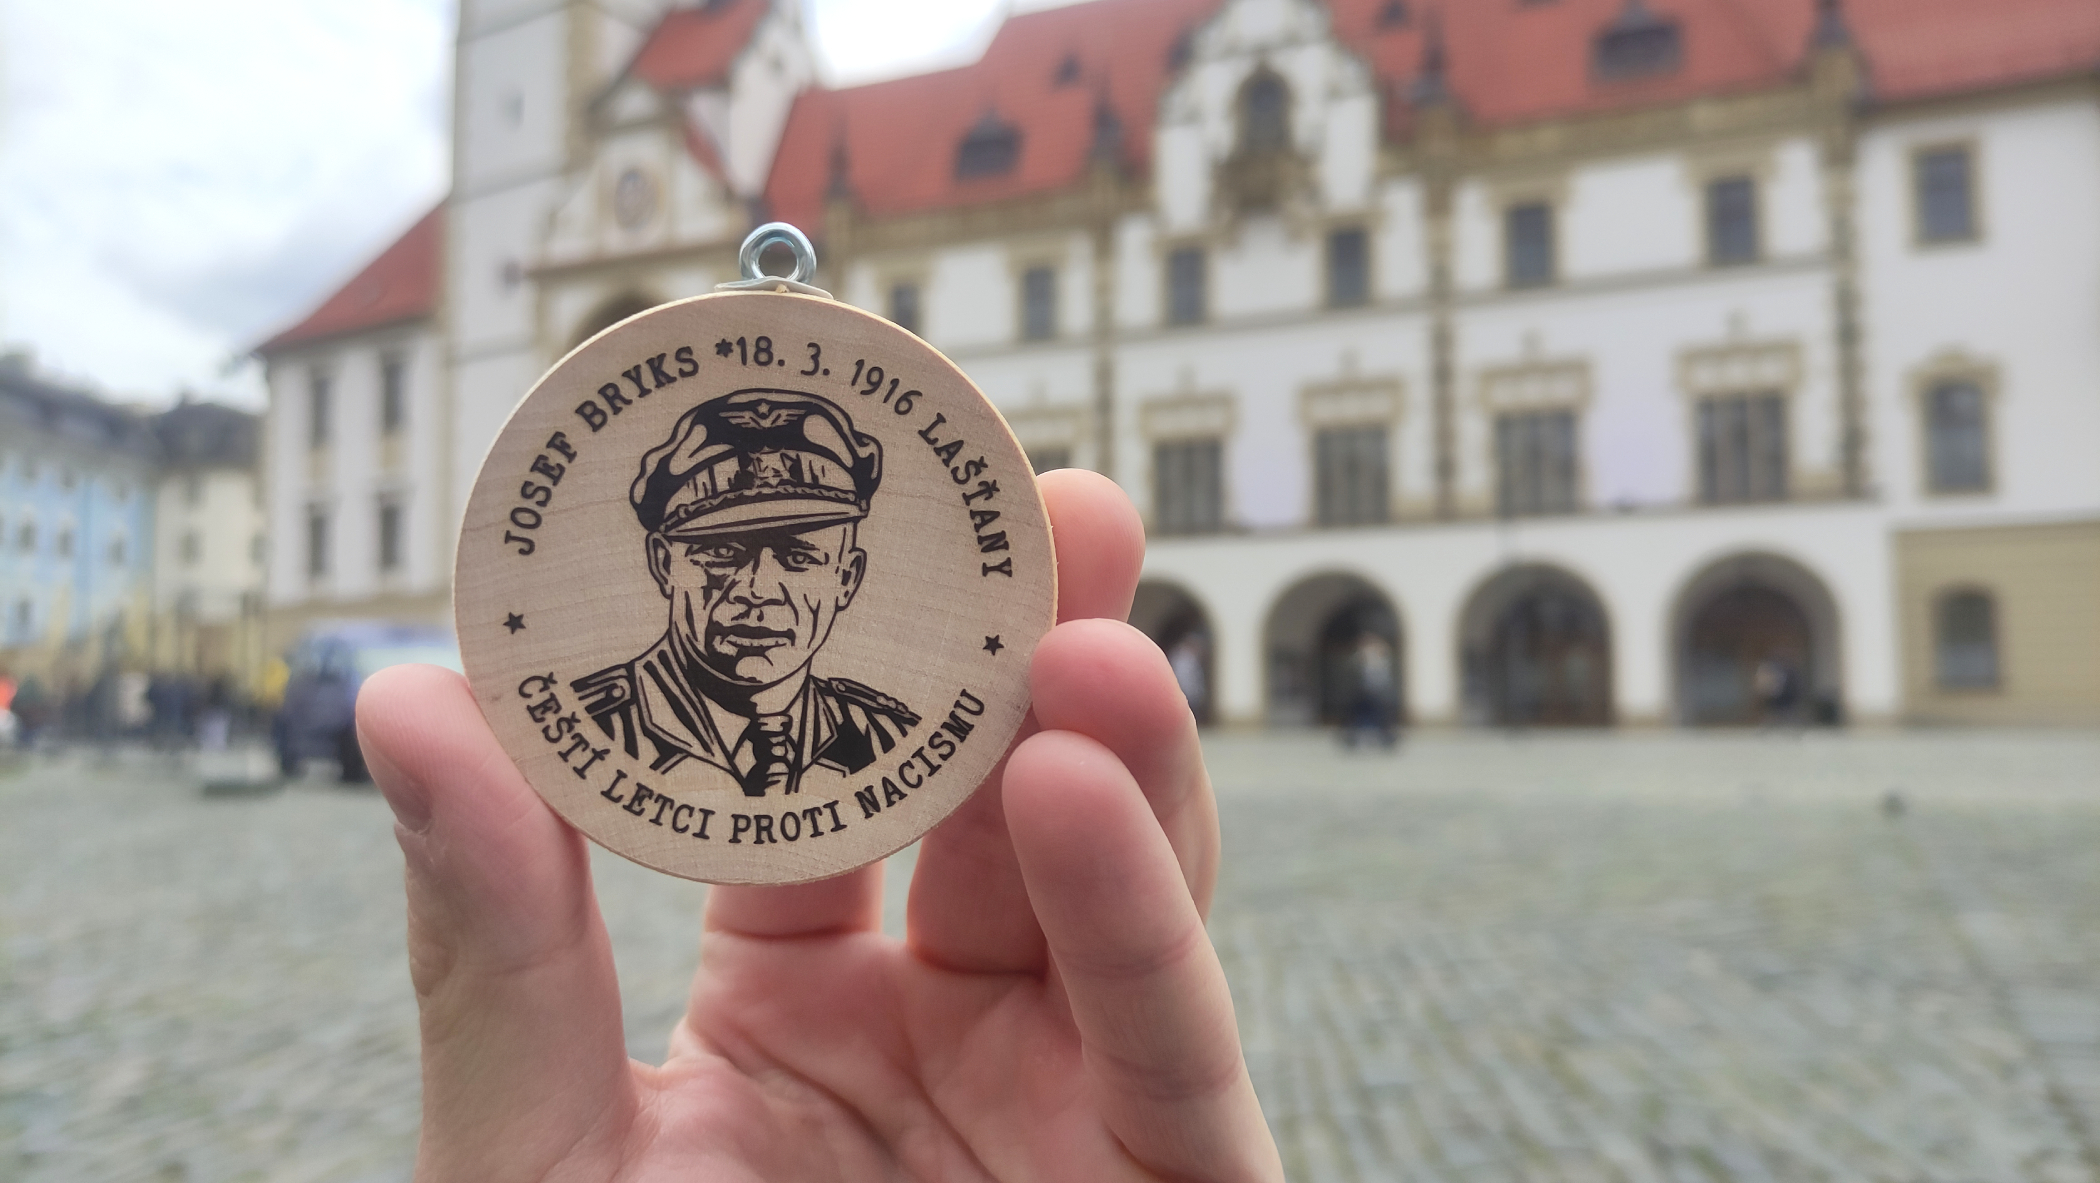 JOSEF BRYKS *18. 3. 1916 LAŠŤANY
ČEŠTÍ LETCI PROTI NACISMU